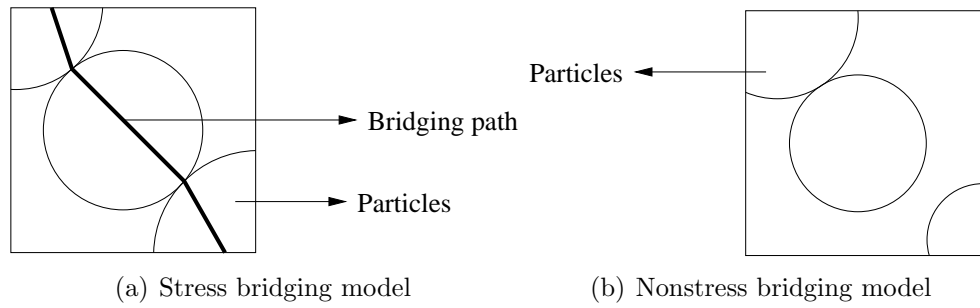 Particles
Bridging path
Particles
(a) Stress bridging model
(b) Nonstress bridging model